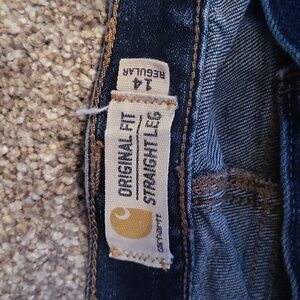 14
REGULAR
ORIGINAL FIT
STRAIGHT LEG
carhartt